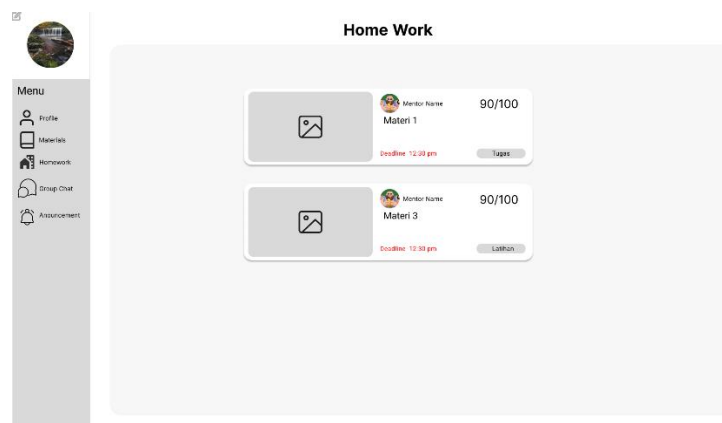 Home Work
Menu
Profile
Materials
Homework
Group Chat
Anouncement
Mentor Name
90/100
Materi 1
Deadline 12:30 pm
Tugas
Mentor Name
90/100
Materi 3
Deadline 12:30 pm
Latihan